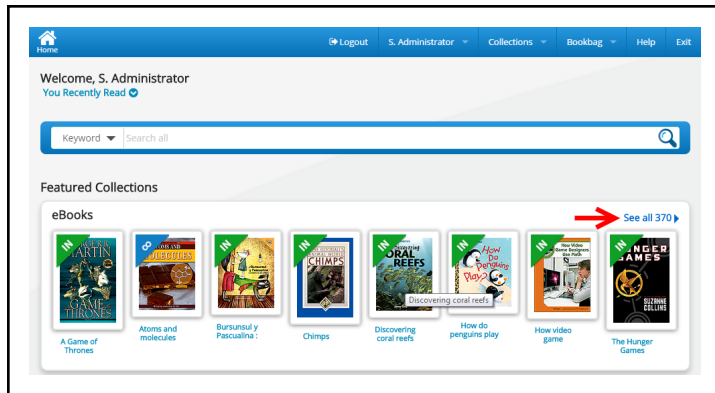 Home
Logout
S. Administrator
Collections
Bookbag
Help
Exit
Welcome, S. Administrator
You Recently Read
Keyword
Search all
Featured Collections
eBooks
See all 370
IN
MARTIN
GAME
THRONES
A Game of
Thrones
∞
ATOMS AND
MOLECULES
Atoms and
molecules
IN
Bursunsul y
Pascualina :
IN
CHIMPS
Chimps
IN
Discovering
CORAL
REEFS
Discovering coral reefs
Discovering
coral reefs
IN
How
Do
Penguins
Play?
How do
penguins play
IN
How Video
Game Designers
Use Math
How video
game
IN
HUNGER
GAMES
SUZANNE
COLLINS
The Hunger
Games